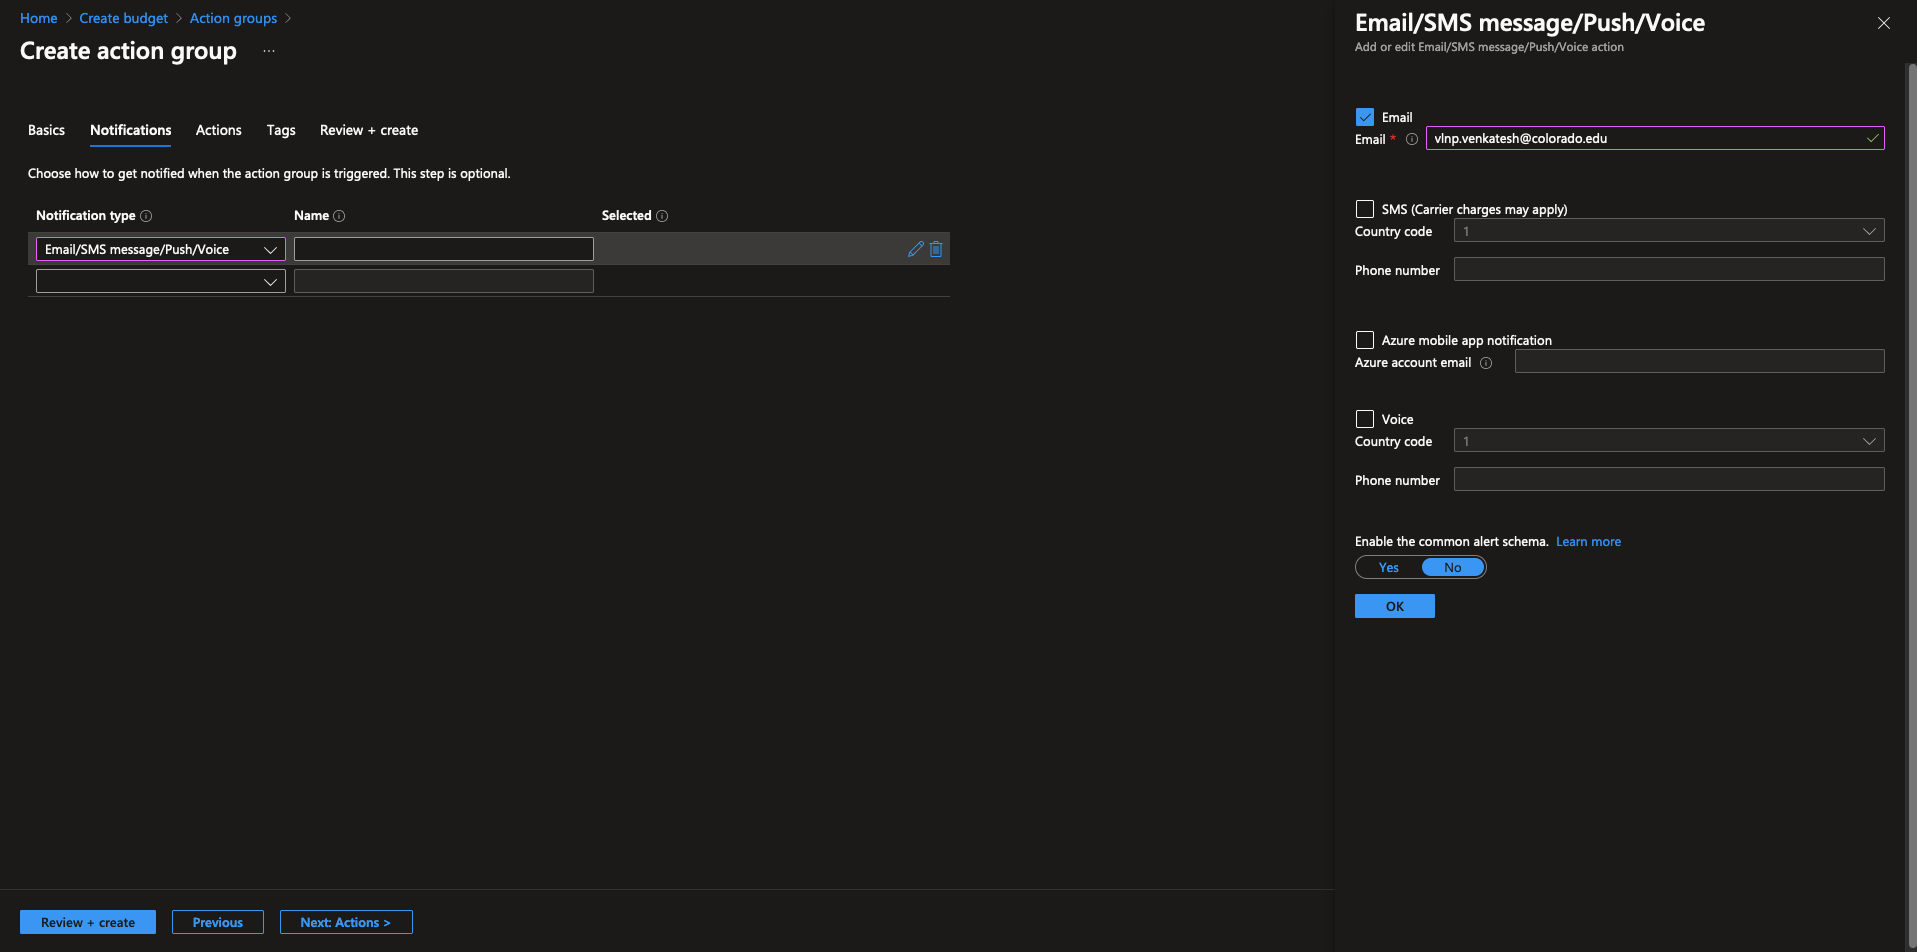 Home > Create budget > Action groups >
Create action group ...
Basics Notifications Actions Tags Review + create
Choose how to get notified when the action group is triggered. This step is optional.
Notification type Name Selected
Email/SMS message/Push/Voice
Review + create Previous Next: Actions >
Email/SMS message/Push/Voice
Add or edit Email/SMS message/Push/Voice action
Email
Email * vlnp.venkatesh@colorado.edu
SMS (Carrier charges may apply)
Country code 1
Phone number
Azure mobile app notification
Azure account email
Voice
Country code 1
Phone number
Enable the common alert schema. Learn more
Yes No
OK